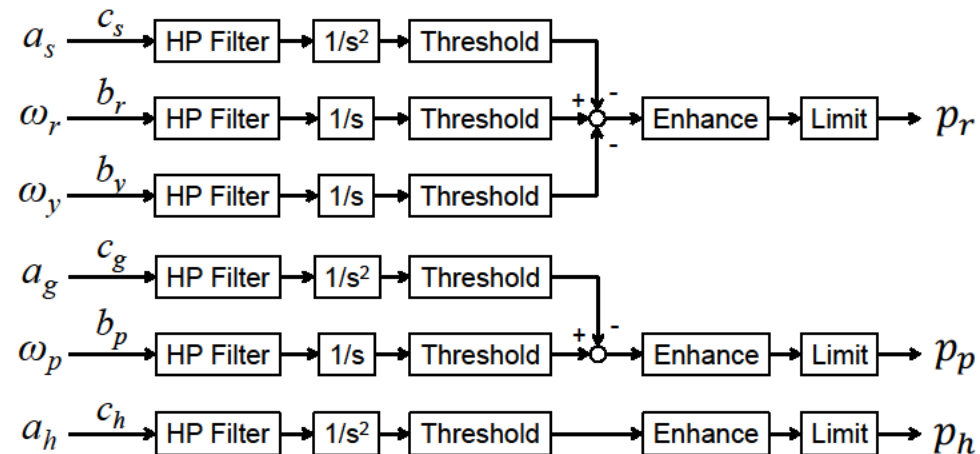 a_s c_s HP Filter 1/s² Threshold -
ω_r b_r HP Filter 1/s Threshold + Enhance Limit p_r
-
ω_y b_y HP Filter 1/s Threshold
a_g c_g HP Filter 1/s² Threshold
ω_p b_p HP Filter 1/s Threshold + - Enhance Limit p_p
a_h c_h HP Filter 1/s² Threshold Enhance Limit p_h